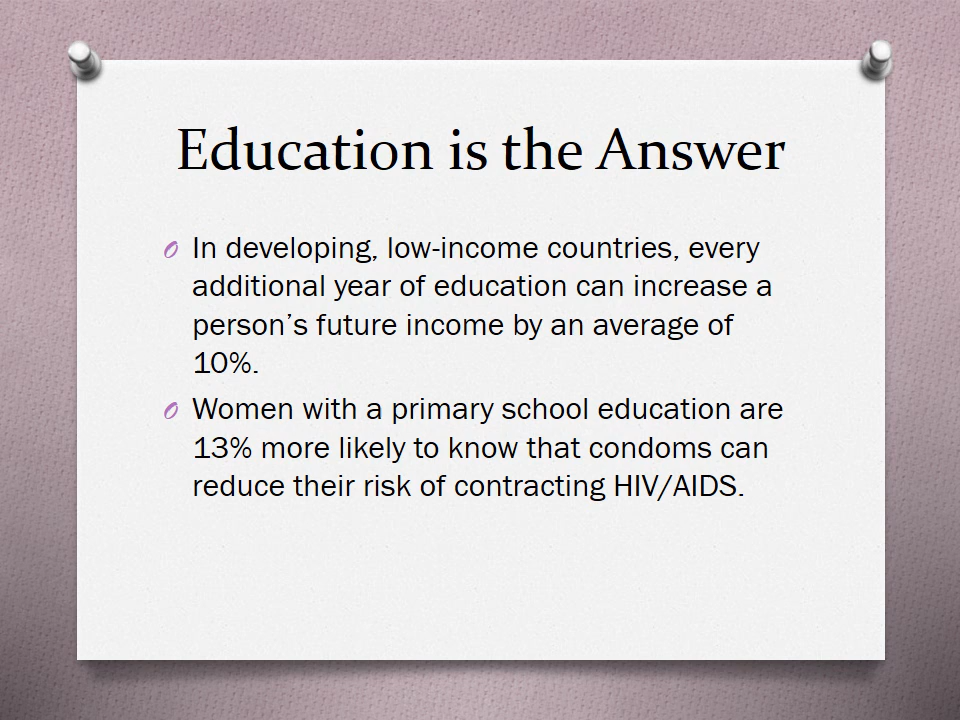 Education is the Answer
In developing, low-income countries, every
additional year of education can increase a
person’s future income by an average of
10%.
Women with a primary school education are
13% more likely to know that condoms can
reduce their risk of contracting HIV/AIDS.